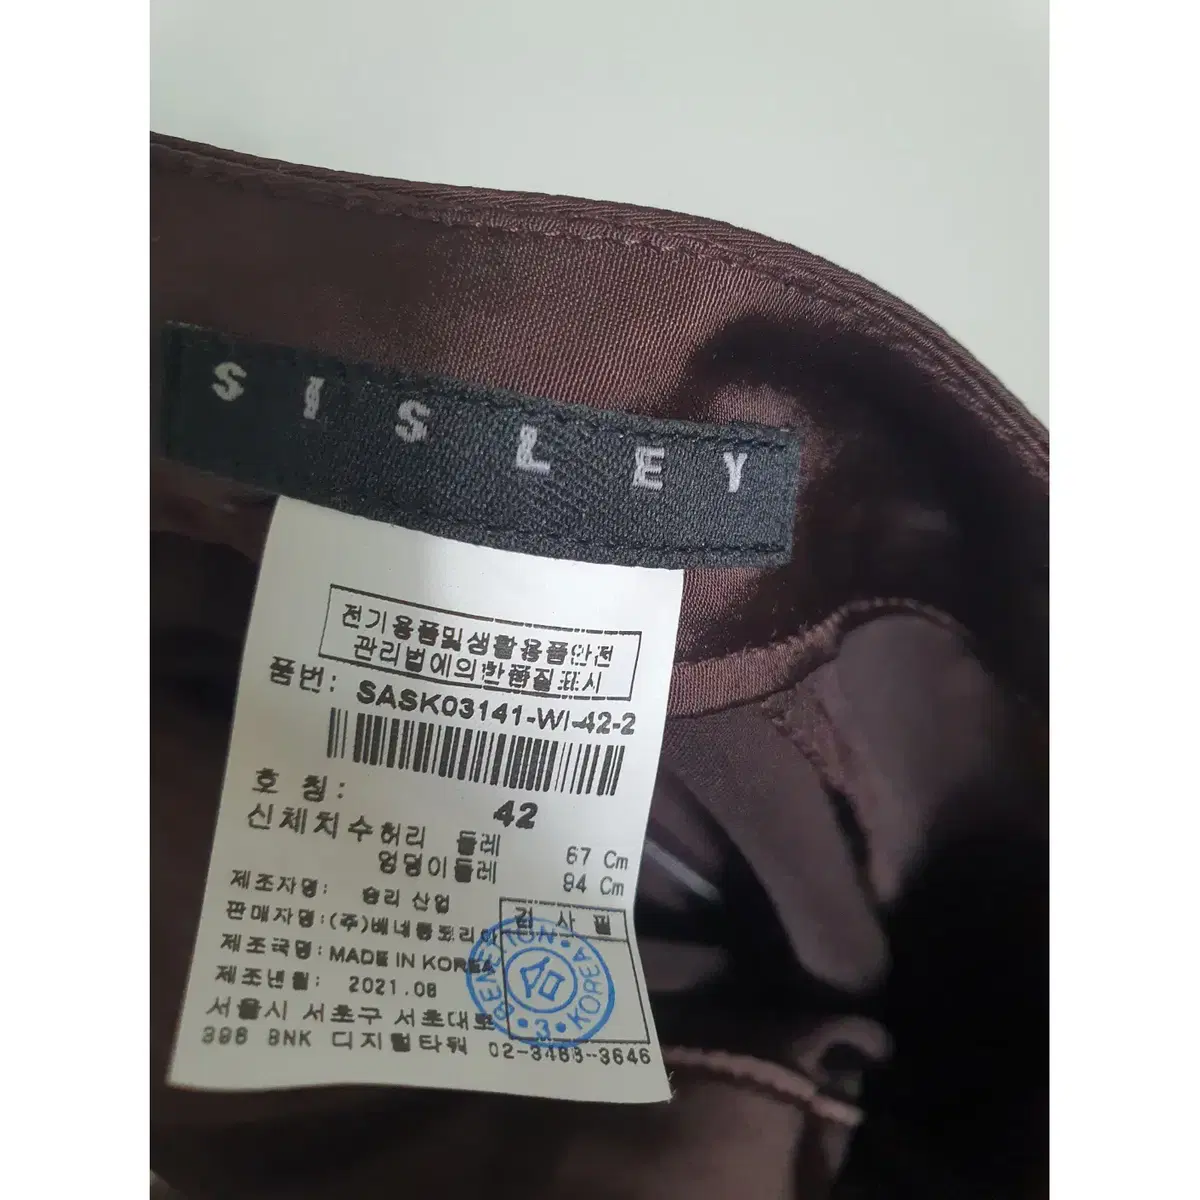 SISLEY
전기용품및생활용품안전
관리법에의한품질표시
품번: SASK03141-WI-42-2
호 칭: 42
신체치수허리 둘레 67 Cm
엉덩이둘레 94 Cm
제조자명: 승리 산업
판매자명:(주)베네통코리아
검 사 필
제조국명:MADE IN KOREA
제조년월: 2021.08
서울시 서초구 서초대로
398 BNK 디지털타워 02-3468-3646
BENETTON KOREA
合
3